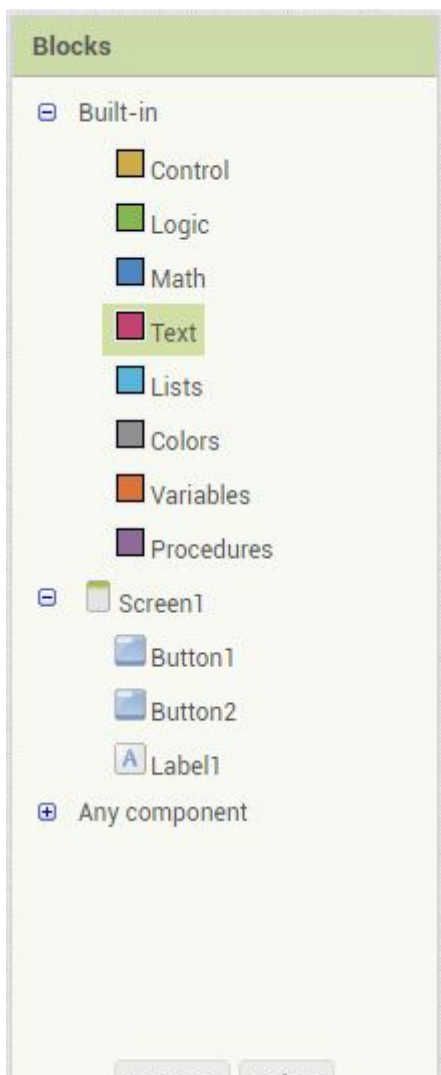 Blocks
Built-in
Control
Logic
Math
Text
Lists
Colors
Variables
Procedures
Screen1
Button1
Button2
A Label1
Any component